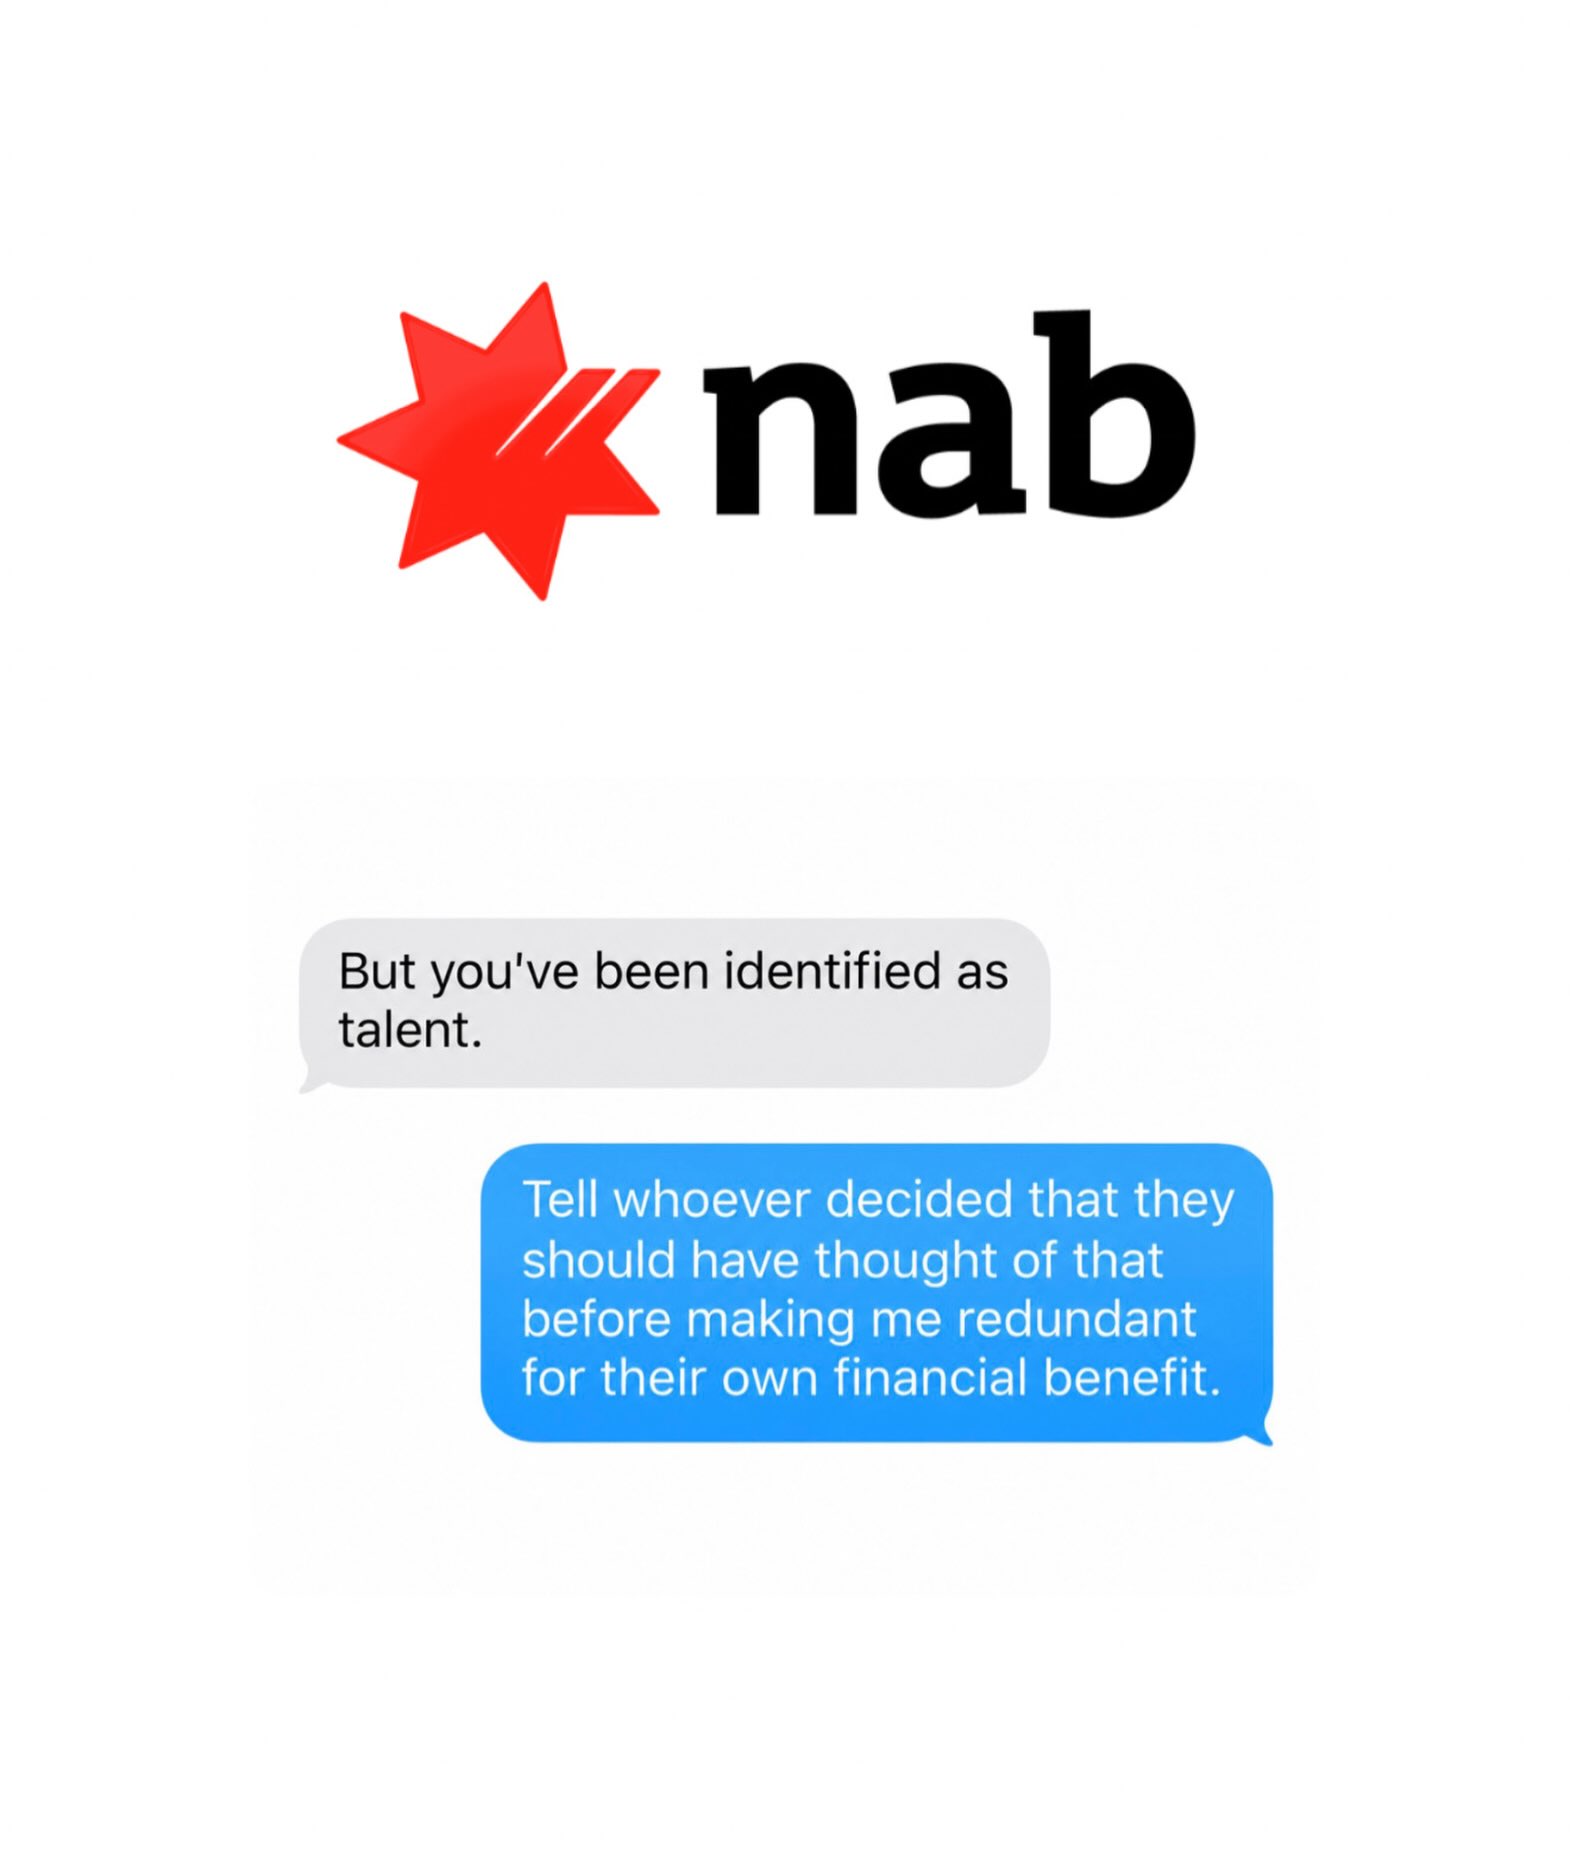 nab
But you've been identified as
talent.
Tell whoever decided that they
should have thought of that
before making me redundant
for their own financial benefit.